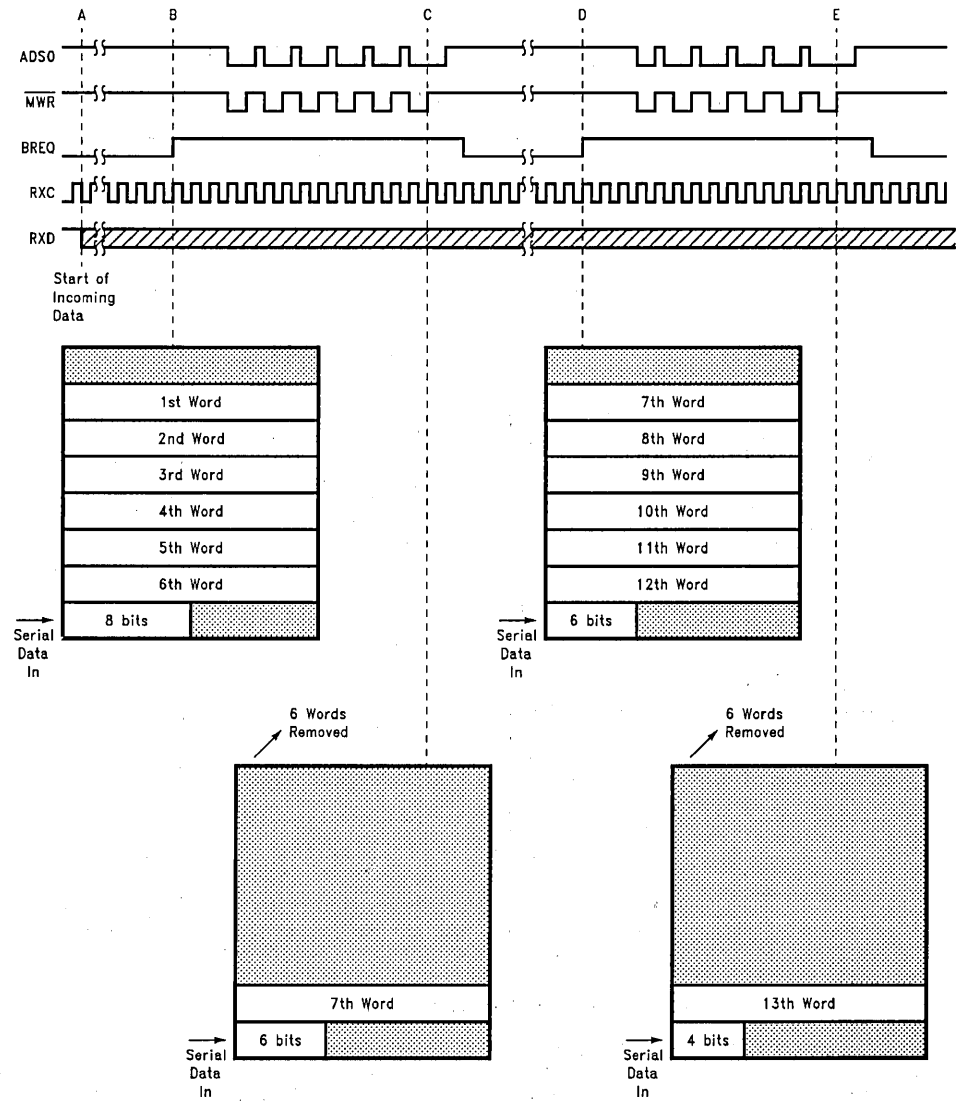 A B C D E
ADS0
MWR
BREQ
RXC
RXD
Start of
Incoming
Data
1st Word
2nd Word
3rd Word
4th Word
5th Word
6th Word
8 bits
Serial
Data
In
7th Word
8th Word
9th Word
10th Word
11th Word
12th Word
6 bits
Serial
Data
In
6 Words
Removed
7th Word
6 bits
Serial
Data
In
6 Words
Removed
13th Word
4 bits
Serial
Data
In